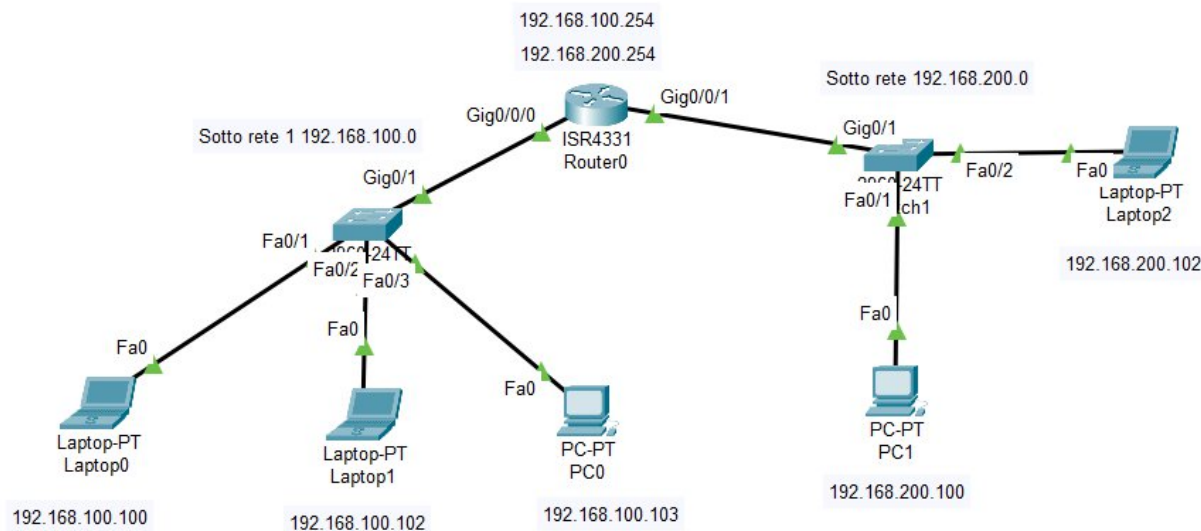 192.168.100.254
192.168.200.254
Sotto rete 192.168.200.0
Gig0/0/0
Gig0/0/1
ISR4331
Router0
Sotto rete 1 192.168.100.0
Gig0/1
Gig0/1
Fa0/2
Fa0
Fa0/1
Laptop-PT
Laptop2
192.168.200.102
Fa0/1
Fa0/2
Fa0/3
Fa0
Fa0
Fa0
Fa0
Laptop-PT
Laptop0
Laptop-PT
Laptop1
PC-PT
PC0
PC-PT
PC1
192.168.100.100
192.168.100.102
192.168.100.103
192.168.200.100